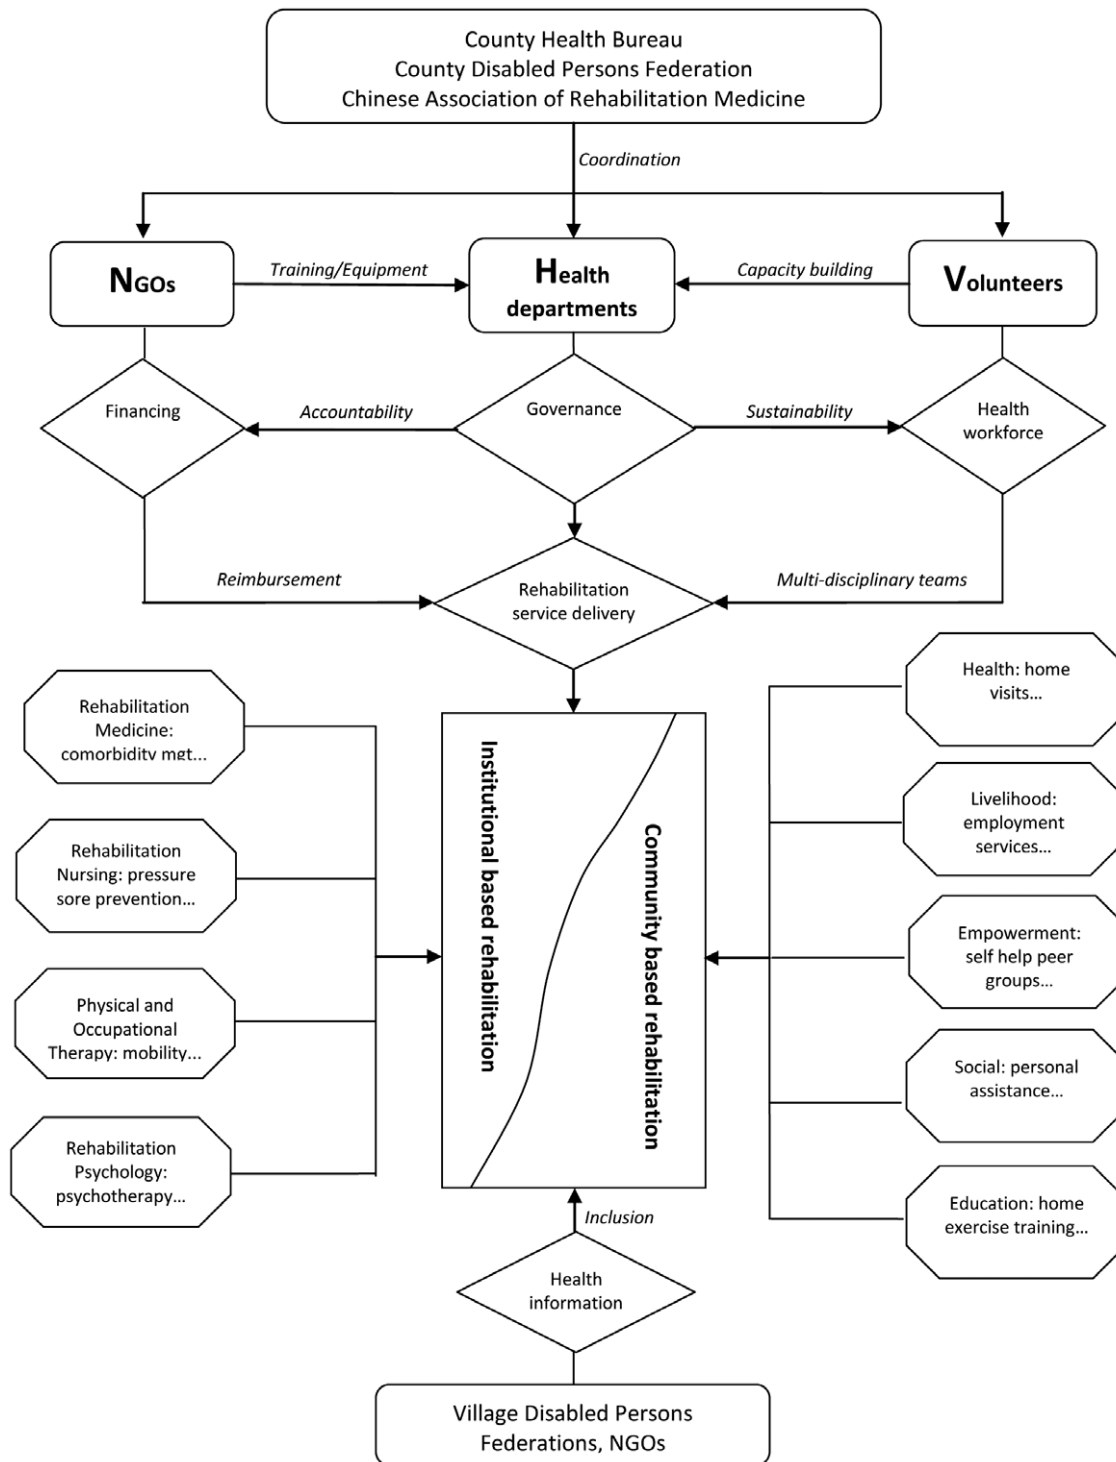 County Health Bureau
County Disabled Persons Federation
Chinese Association of Rehabilitation Medicine
Coordination
NGOs
Training/Equipment
Health
departments
Capacity building
Volunteers
Financing
Accountability
Governance
Sustainability
Health
workforce
Reimbursement
Rehabilitation
service delivery
Multi-disciplinary teams
Rehabilitation
Medicine:
comorbidity mgt...
Rehabilitation
Nursing: pressure
sore prevention...
Physical and
Occupational
Therapy: mobility...
Rehabilitation
Psychology:
psychotherapy...
Institutional based rehabilitation
Community based rehabilitation
Health: home
visits...
Livelihood:
employment
services...
Empowerment:
self help peer
groups...
Social: personal
assistance...
Education: home
exercise training...
Inclusion
Health
information
Village Disabled Persons
Federations, NGOs